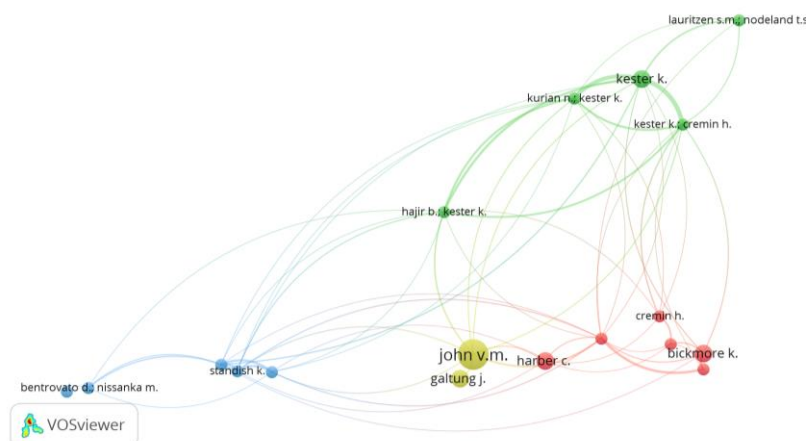 lauritzen s.m.; nodeland t.s
kester k.
kurian n.; kester k.
kester k.; cremin h.
hajir b.; kester k.
cremin h.
john v.m.
harber c.
bickmore k.
galtung j.
standish k.
bentrovato d.; nissanka m.
VOSviewer